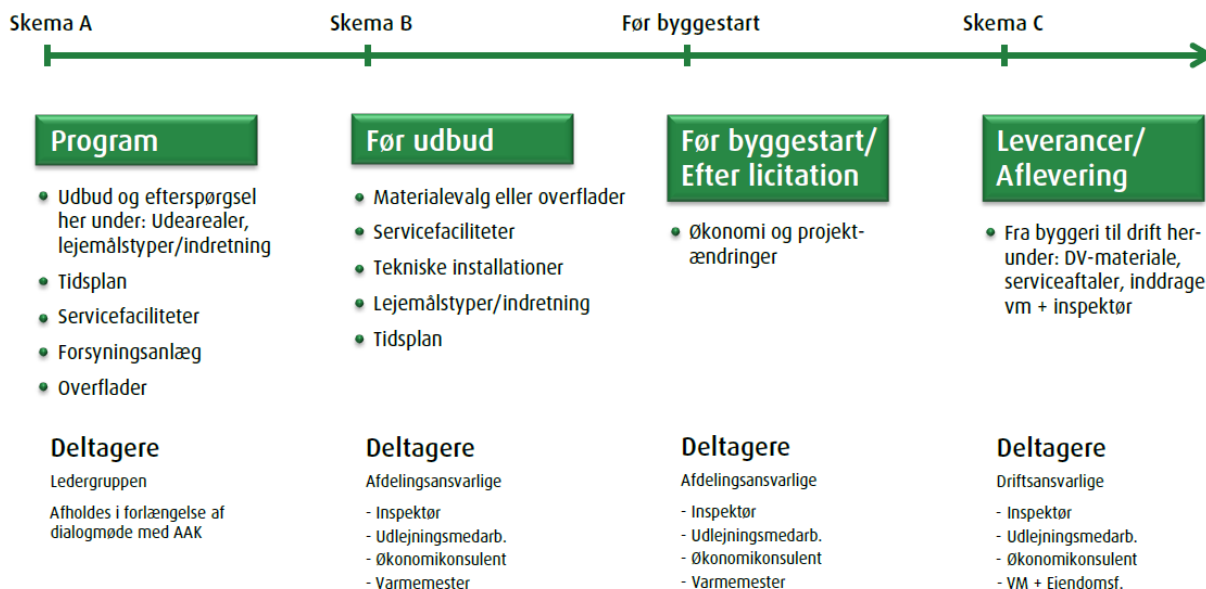 Skema A
Skema B
Før byggestart
Skema C
Program
Udbud og efterspørgsel
her under: Udearealer,
lejemålstyper/indretning
Tidsplan
Servicefaciliteter
Forsyningsanlæg
Overflader
Deltagere
Ledergruppen
Afholdes i forlængelse af
dialogmøde med AAK
Før udbud
Materialevalg eller overflader
Servicefaciliteter
Tekniske installationer
Lejemålstyper/indretning
Tidsplan
Deltagere
Afdelingsansvarlige
- Inspektør
- Udlejningsmedarb.
- Økonomikonsulent
- Varmemester
Før byggestart/
Efter licitation
Økonomi og projekt-
ændringer
Deltagere
Afdelingsansvarlige
- Inspektør
- Udlejningsmedarb.
- Økonomikonsulent
- Varmemester
Leverancer/
Aflevering
Fra byggeri til drift her-
under: DV-materiale,
serviceaftaler, inddrage
vm + inspektør
Deltagere
Driftsansvarlige
- Inspektør
- Udlejningsmedarb.
- Økonomikonsulent
- VM + Ejendomsf.